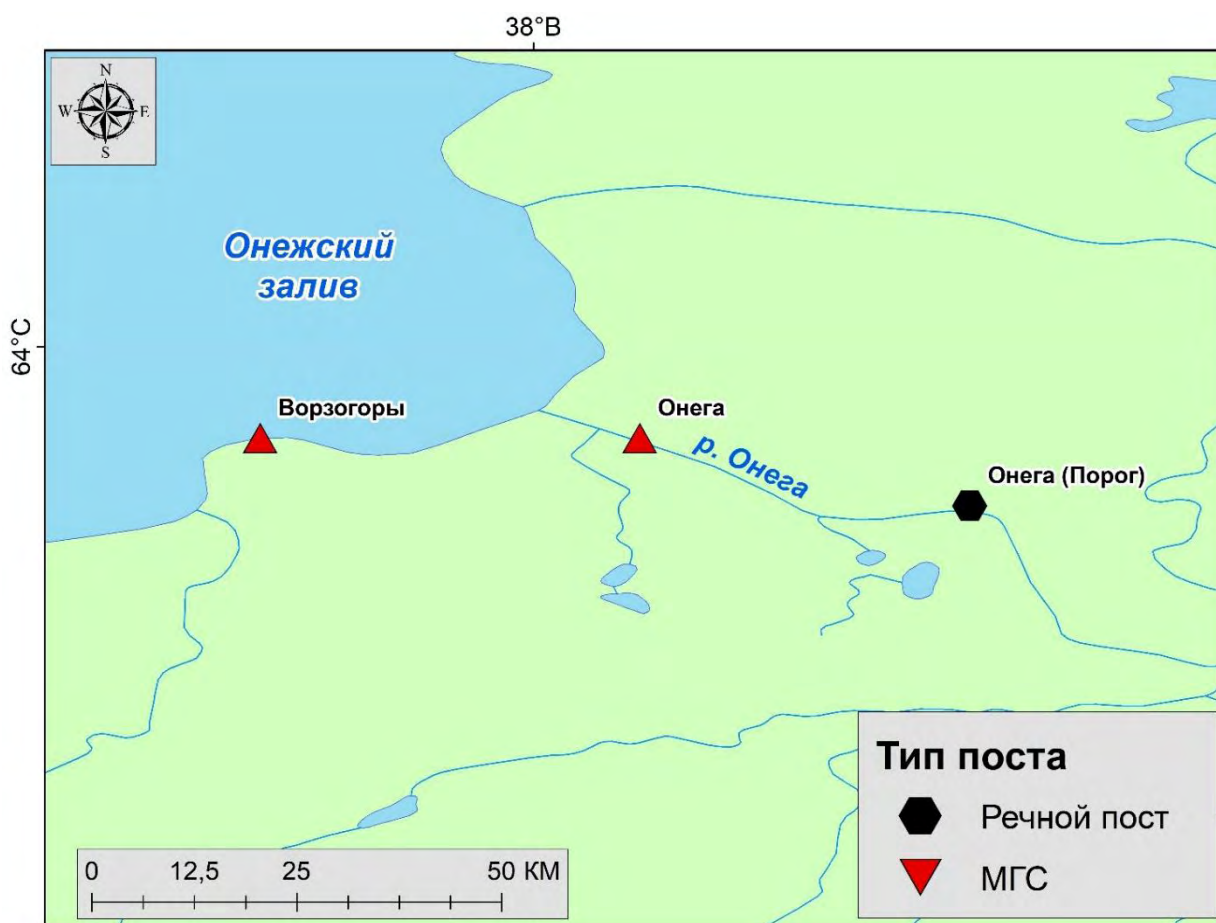 38°В
N
W E
S
Онежский
залив
64°С
Ворзогоры
Онега
р. Онега
Онега (Порог)
Тип поста
Речной пост
МГС
0 12,5 25 50 КМ